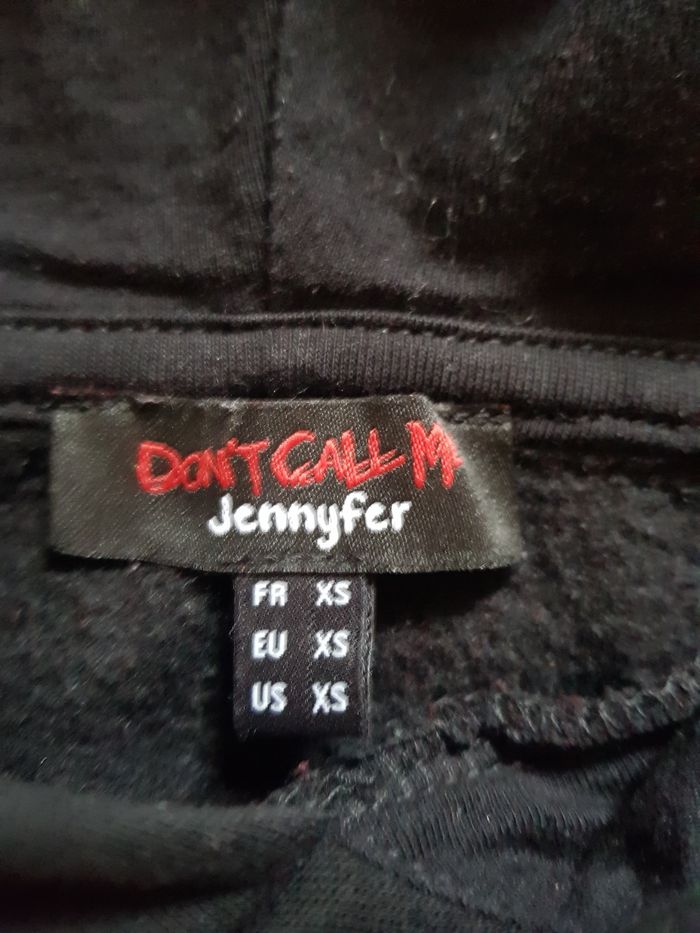 DON'T CALL ME
Jennyfer
FR XS
EU XS
US XS